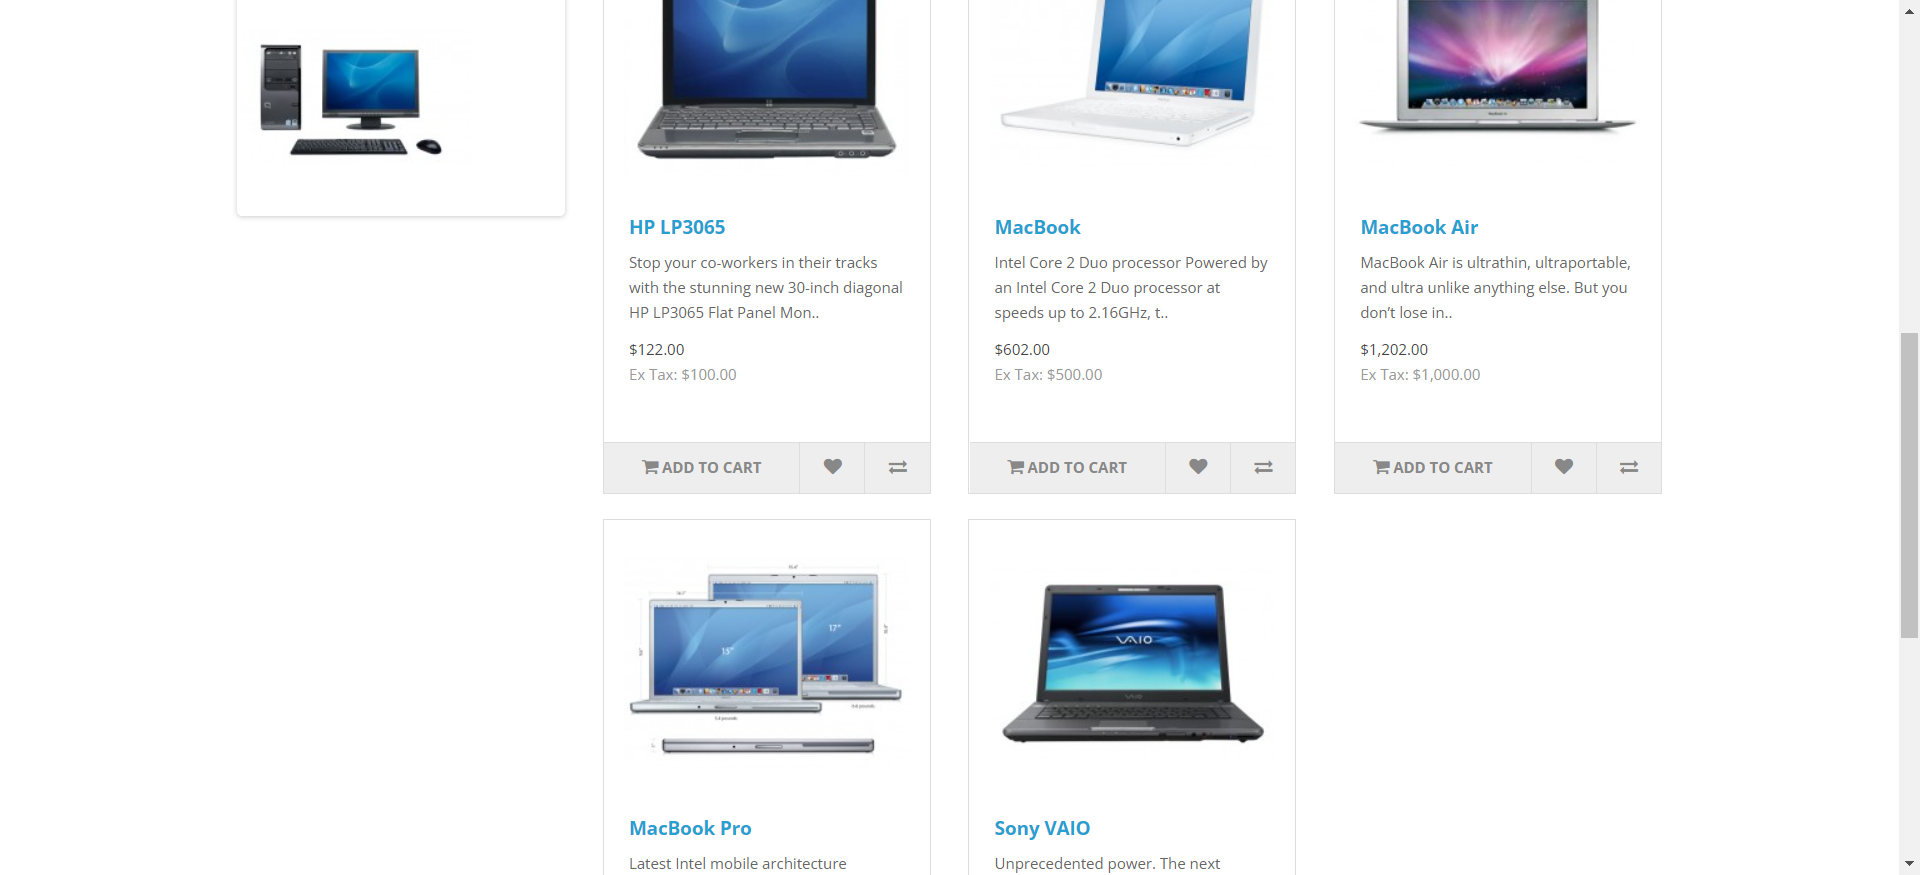 HP LP3065
Stop your co-workers in their tracks
with the stunning new 30-inch diagonal
HP LP3065 Flat Panel Mon..
$122.00
Ex Tax: $100.00
ADD TO CART
MacBook
Intel Core 2 Duo processor Powered by
an Intel Core 2 Duo processor at
speeds up to 2.16GHz, t..
$602.00
Ex Tax: $500.00
ADD TO CART
MacBook Air
MacBook Air is ultrathin, ultraportable,
and ultra unlike anything else. But you
don’t lose in..
$1,202.00
Ex Tax: $1,000.00
ADD TO CART
17"
15"
MacBook Pro
Latest Intel mobile architecture
VAIO
VAIO
Sony VAIO
Unprecedented power. The next